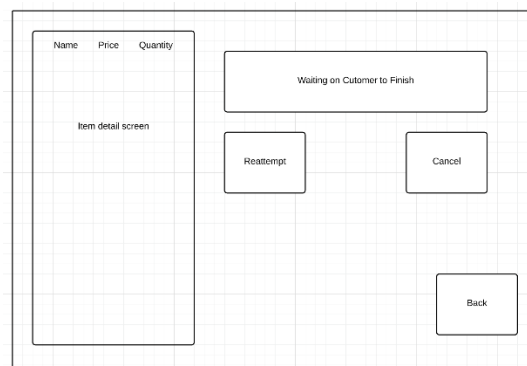 Name Price Quantity
Item detail screen
Waiting on Cutomer to Finish
Reattempt
Cancel
Back